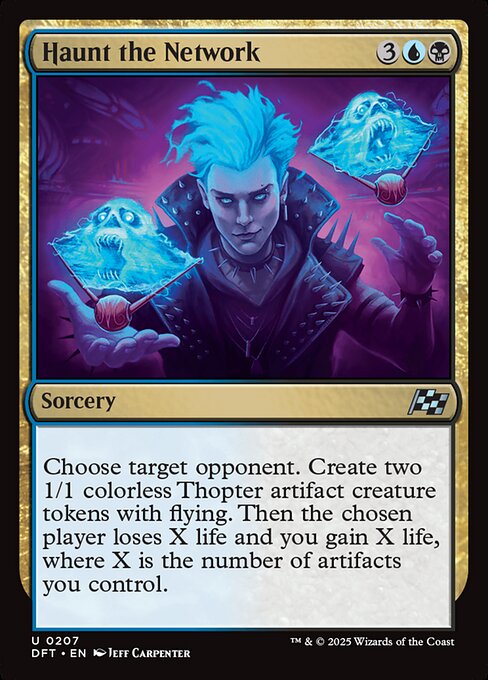 Haunt the Network 3
Sorcery
Choose target opponent. Create two
1/1 colorless Thopter artifact creature
tokens with flying. Then the chosen
player loses X life and you gain X life,
where X is the number of artifacts
you control.
U 0207
DFT • EN Jeff Carpenter
™ & © 2025 Wizards of the Coast